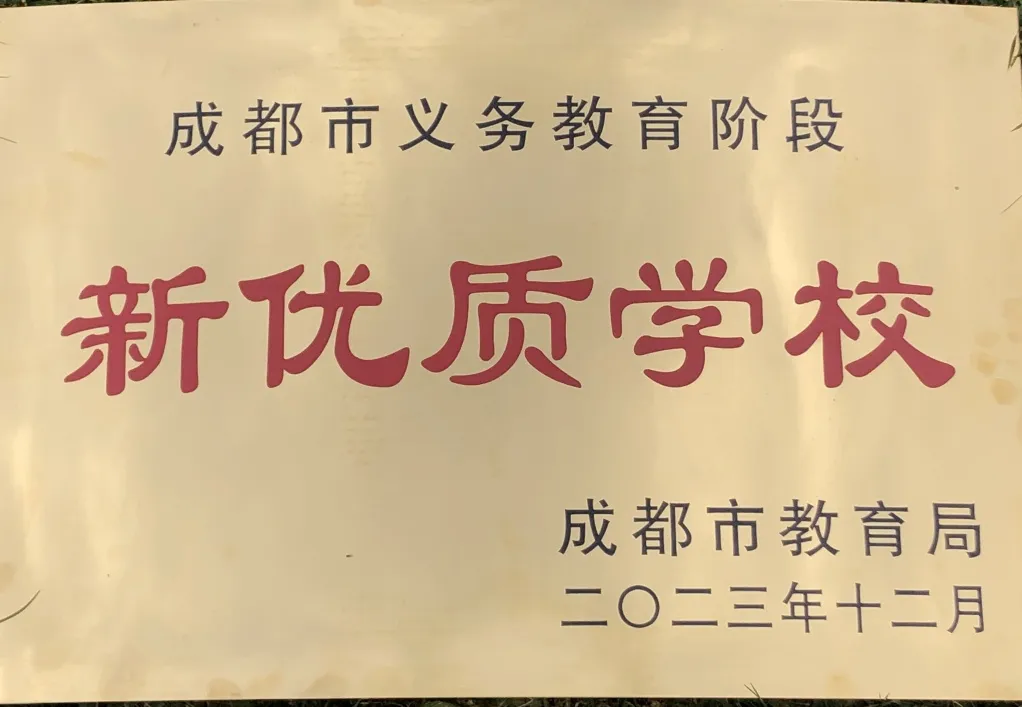 成都市义务教育阶段
新优质学校
成都市教育局
二〇二三年十二月